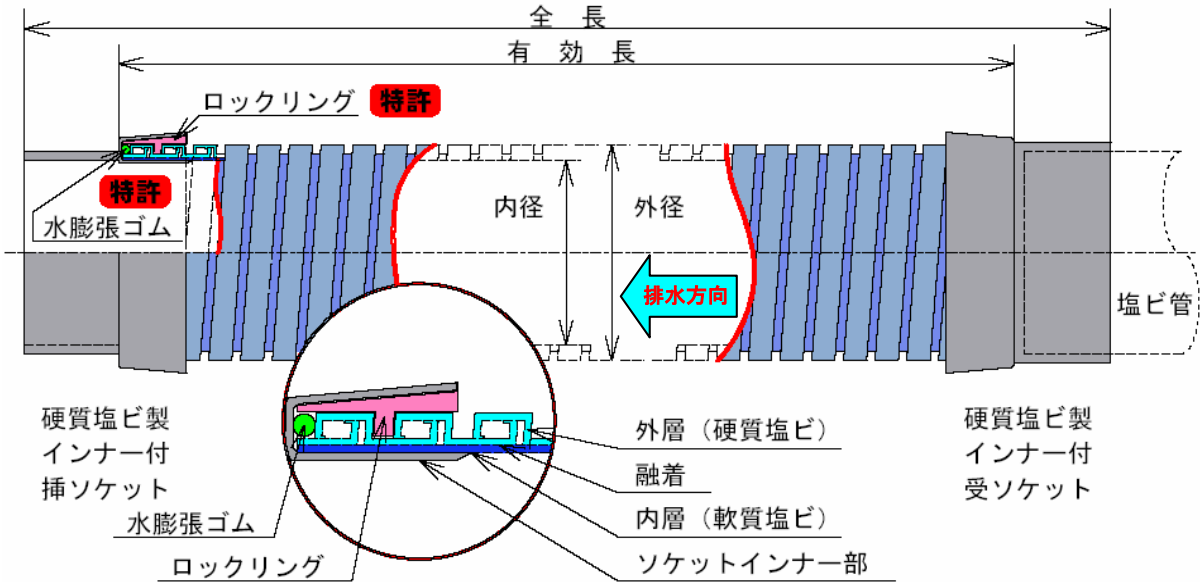 全長
有効長
ロックリング 特許
特許
水膨張ゴム
内径
外径
排水方向
塩ビ管
硬質塩ビ製
インナー付
挿ソケット
水膨張ゴム
ロックリング
外層（硬質塩ビ）
融着
内層（軟質塩ビ）
ソケットインナー部
硬質塩ビ製
インナー付
受ソケット